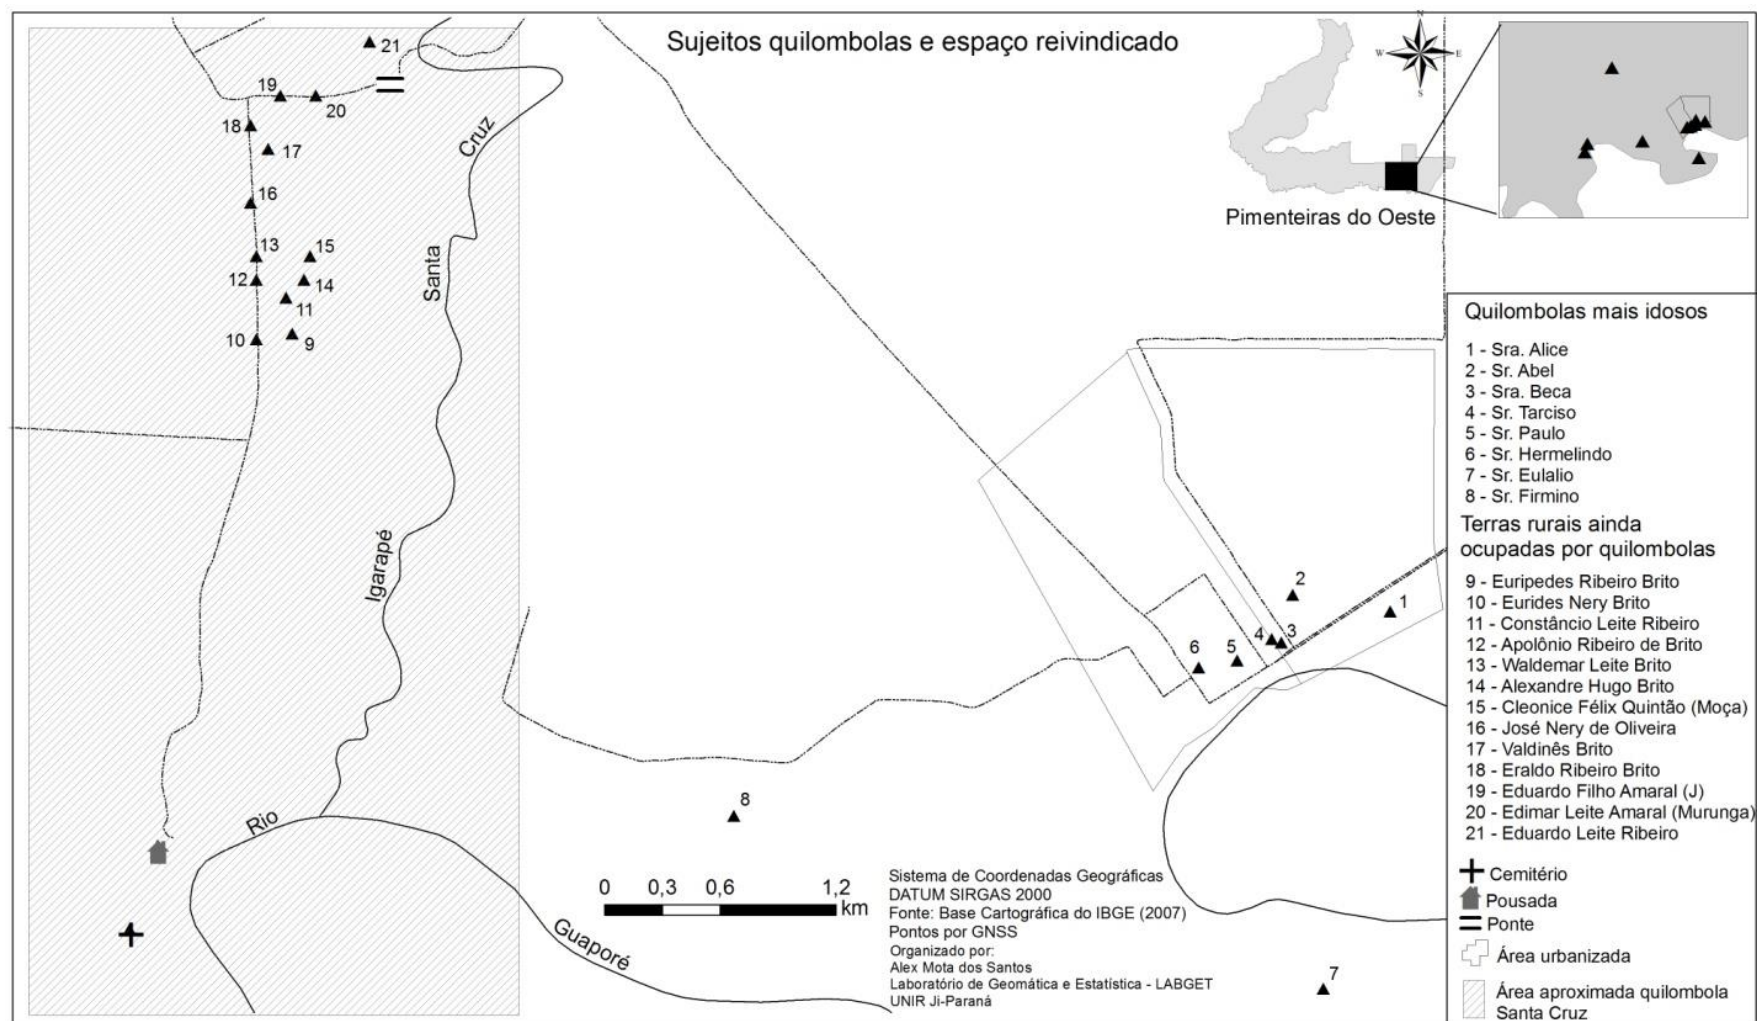 Sujeitos quilombolas e espaço reivindicado
N
W
E
S
Pimenteiras do Oeste
21
19
20
18
17
16
13
15
12
14
11
10
9
Cruz
Santa
Igarapé
Rio
Guaporé
2
1
4
3
6
5
8
7
0 0,3 0,6 1,2
km
Sistema de Coordenadas Geográficas
DATUM SIRGAS 2000
Fonte: Base Cartográfica do IBGE (2007)
Pontos por GNSS
Organizado por:
Alex Mota dos Santos
Laboratório de Geomática e Estatística - LABGET
UNIR Ji-Paraná
Quilombolas mais idosos
1 - Sra. Alice
2 - Sr. Abel
3 - Sra. Beca
4 - Sr. Tarciso
5 - Sr. Paulo
6 - Sr. Hermelindo
7 - Sr. Eulalio
8 - Sr. Firmino
Terras rurais ainda
ocupadas por quilombolas
9 - Euripedes Ribeiro Brito
10 - Eurides Nery Brito
11 - Constâncio Leite Ribeiro
12 - Apolônio Ribeiro de Brito
13 - Waldemar Leite Brito
14 - Alexandre Hugo Brito
15 - Cleonice Félix Quintão (Moça)
16 - José Nery de Oliveira
17 - Valdinês Brito
18 - Eraldo Ribeiro Brito
19 - Eduardo Filho Amaral (J)
20 - Edimar Leite Amaral (Murunga)
21 - Eduardo Leite Ribeiro
Cemitério
Pousada
Ponte
Área urbanizada
Área aproximada quilombola
Santa Cruz